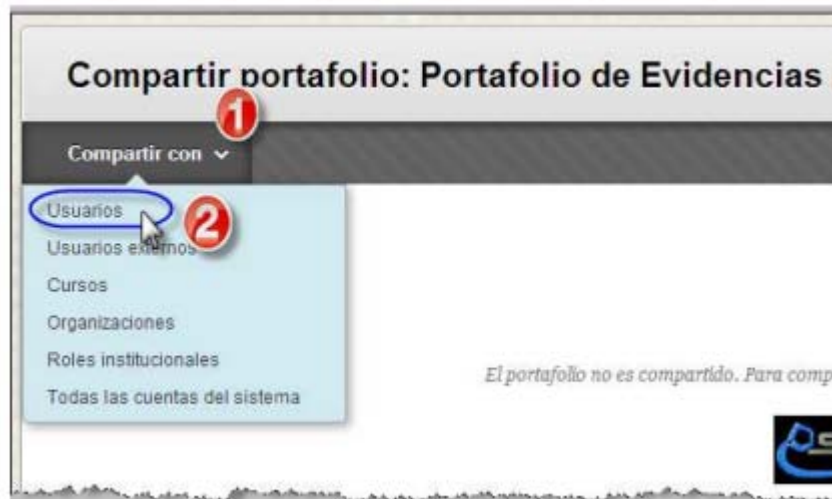 Compartir portafolio: Portafolio de Evidencias
1
Compartir con
Usuarios
2
Usuarios externos
Cursos
Organizaciones
Roles institucionales
El portafolio no es compartido. Para comp
Todas las cuentas del sistema